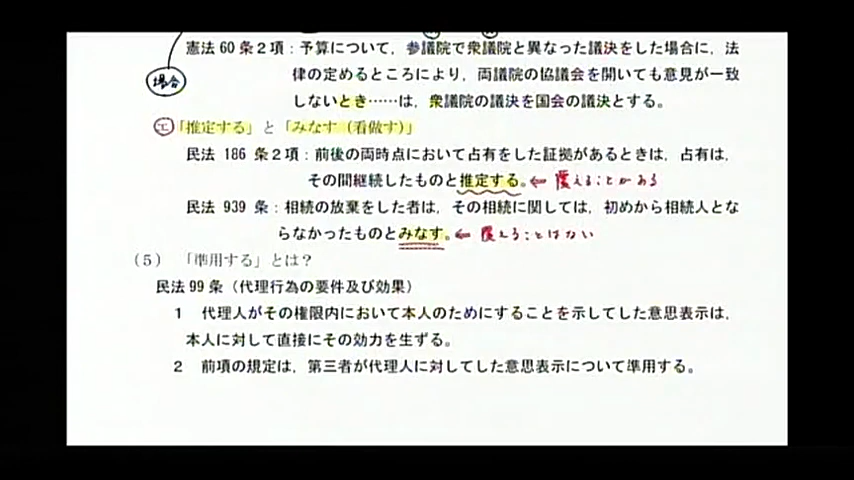 憲法60条2項：予算について，参議院で衆議院と異なった議決をした場合に，法
律の定めるところにより，両議院の協議会を開いても意見が一致
しないとき……は，衆議院の議決を国会の議決とする。
場合
エ「推定する」と「みなす（看做す）」
民法 186 条2項：前後の両時点において占有をした証拠があるときは，占有は，
その間継続したものと推定する。⇐ 覆えることがある
民法 939 条：相続の放棄をした者は，その相続に関しては，初めから相続人とな
らなかったものとみなす。⇐ 覆えることはない
（5） 「準用する」とは？
民法99条（代理行為の要件及び効果）
1 代理人がその権限内において本人のためにすることを示してした意思表示は，
本人に対して直接にその効力を生ずる。
2 前項の規定は，第三者が代理人に対してした意思表示について準用する。